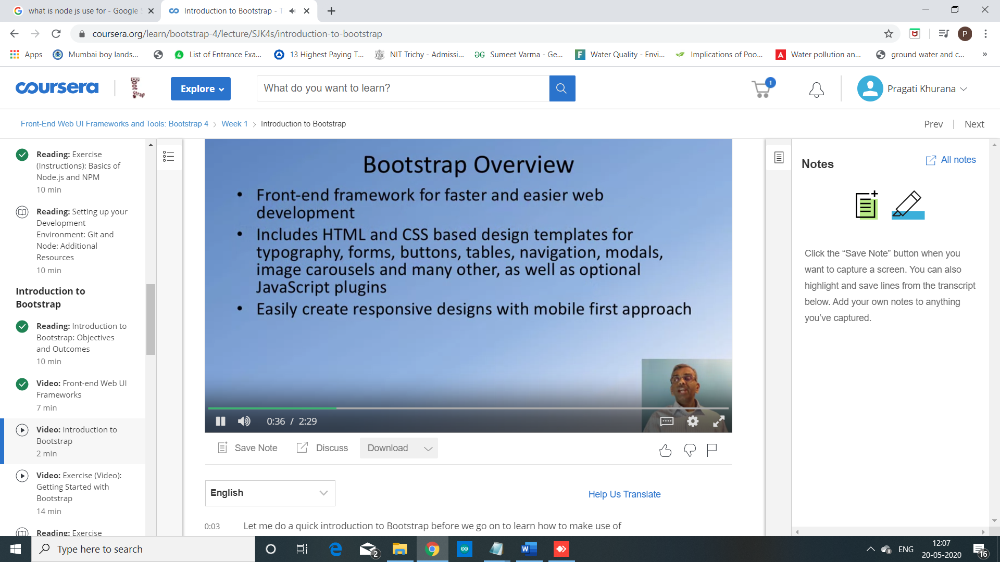 what is node js use for - Google
Introduction to Bootstrap - T
coursera.org/learn/bootstrap-4/lecture/SJK4s/introduction-to-bootstrap
P
Apps
Mumbai boy lands...
4 List of Entrance Exa...
13 Highest Paying T...
NIT Trichy - Admissi...
Sumeet Varma - Ge...
F Water Quality - Envi...
Implications of Poo...
A Water pollution an...
ground water and c...
»
coursera
Bootstrap
Explore
What do you want to learn?
1
Pragati Khurana
Front-End Web UI Frameworks and Tools: Bootstrap 4 > Week 1 > Introduction to Bootstrap
Prev | Next
Reading: Exercise
(Instructions): Basics of
Node.js and NPM
10 min
Reading: Setting up your
Development
Environment: Git and
Node: Additional
Resources
10 min
Introduction to
Bootstrap
Reading: Introduction to
Bootstrap: Objectives
and Outcomes
10 min
Video: Front-end Web UI
Frameworks
7 min
Video: Introduction to
Bootstrap
2 min
Video: Exercise (Video):
Getting Started with
Bootstrap
14 min
Reading: Exercise
Bootstrap Overview
• Front-end framework for faster and easier web
development
• Includes HTML and CSS based design templates for
typography, forms, buttons, tables, navigation, modals,
image carousels and many other, as well as optional
JavaScript plugins
• Easily create responsive designs with mobile first approach
0:36 / 2:29
Save Note
Discuss
Download
English
Help Us Translate
0:03 Let me do a quick introduction to Bootstrap before we go on to learn how to make use of
Notes
All notes
Click the “Save Note” button when you
want to capture a screen. You can also
highlight and save lines from the transcript
below. Add your own notes to anything
you’ve captured.
Type here to search
2
W
ENG
12:07
20-05-2020
16